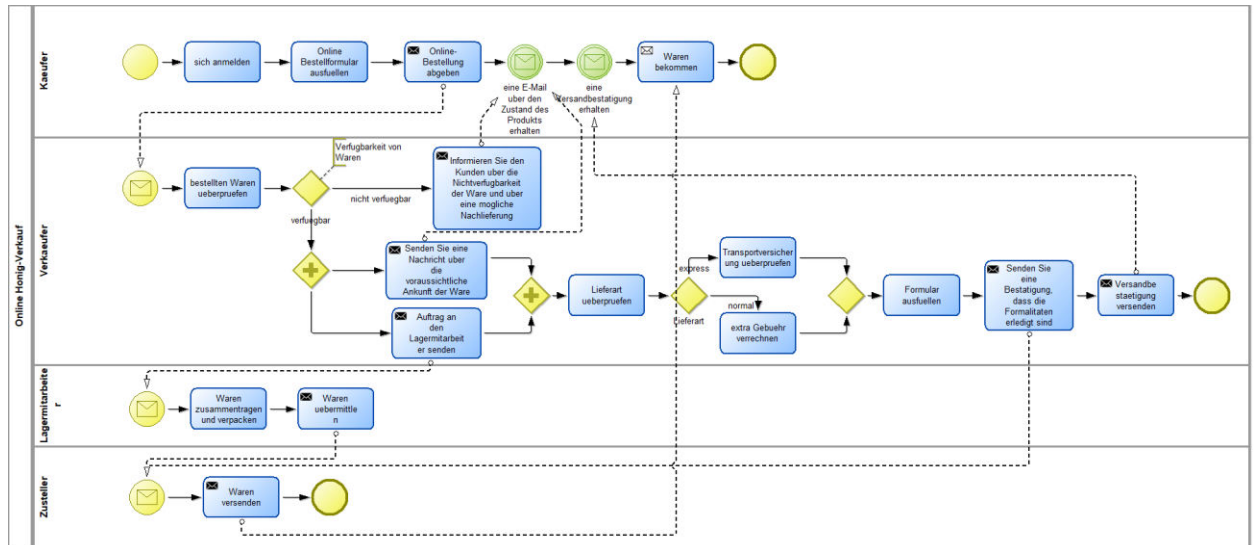 Online Honig-Verkauf
Kaeufer
sich anmelden
Online
Bestellformular
ausfuellen
Online-
Bestellung
abgeben
eine E-Mail
uber den
Zustand des
Produkts
erhalten
eine
Versandbestatigung
erhalten
Waren
bekommen
Verkaeufer
bestellten Waren
ueberpruefen
Verfugbarkeit von
Waren
nicht verfuegbar
verfuegbar
Informieren Sie den
Kunden uber die
Nichtverfugbarkeit
der Ware und uber
eine mogliche
Nachlieferung
Senden Sie eine
Nachricht uber
die
voraussichtliche
Ankunft der Ware
Auftrag an
den
Lagermitarbeit
er senden
Lieferart
ueberpruefen
express
normal
Lieferart
Transportversicher
ung ueberpruefen
extra Gebuehr
verrechnen
Formular
ausfuellen
Senden Sie
eine
Bestatigung,
dass die
Formalitaten
erledigt sind
Versandbe
staetigung
versenden
Lagermitarbeite
r
Waren
zusammentragen
und verpacken
Waren
uebermittle
n
Zusteller
Waren
versenden